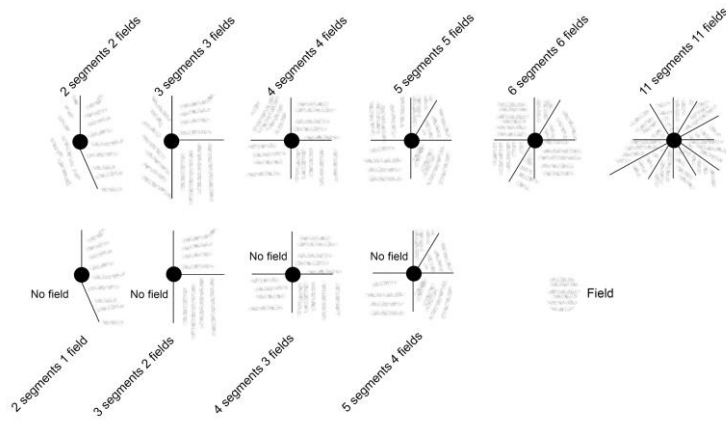 2 segments 2 fields
3 segments 3 fields
4 segments 4 fields
5 segments 5 fields
6 segments 6 fields
11 segments 11 fields
No field
No field
No field
No field
Field
2 segments 1 field
3 segments 2 fields
4 segments 3 fields
5 segments 4 fields